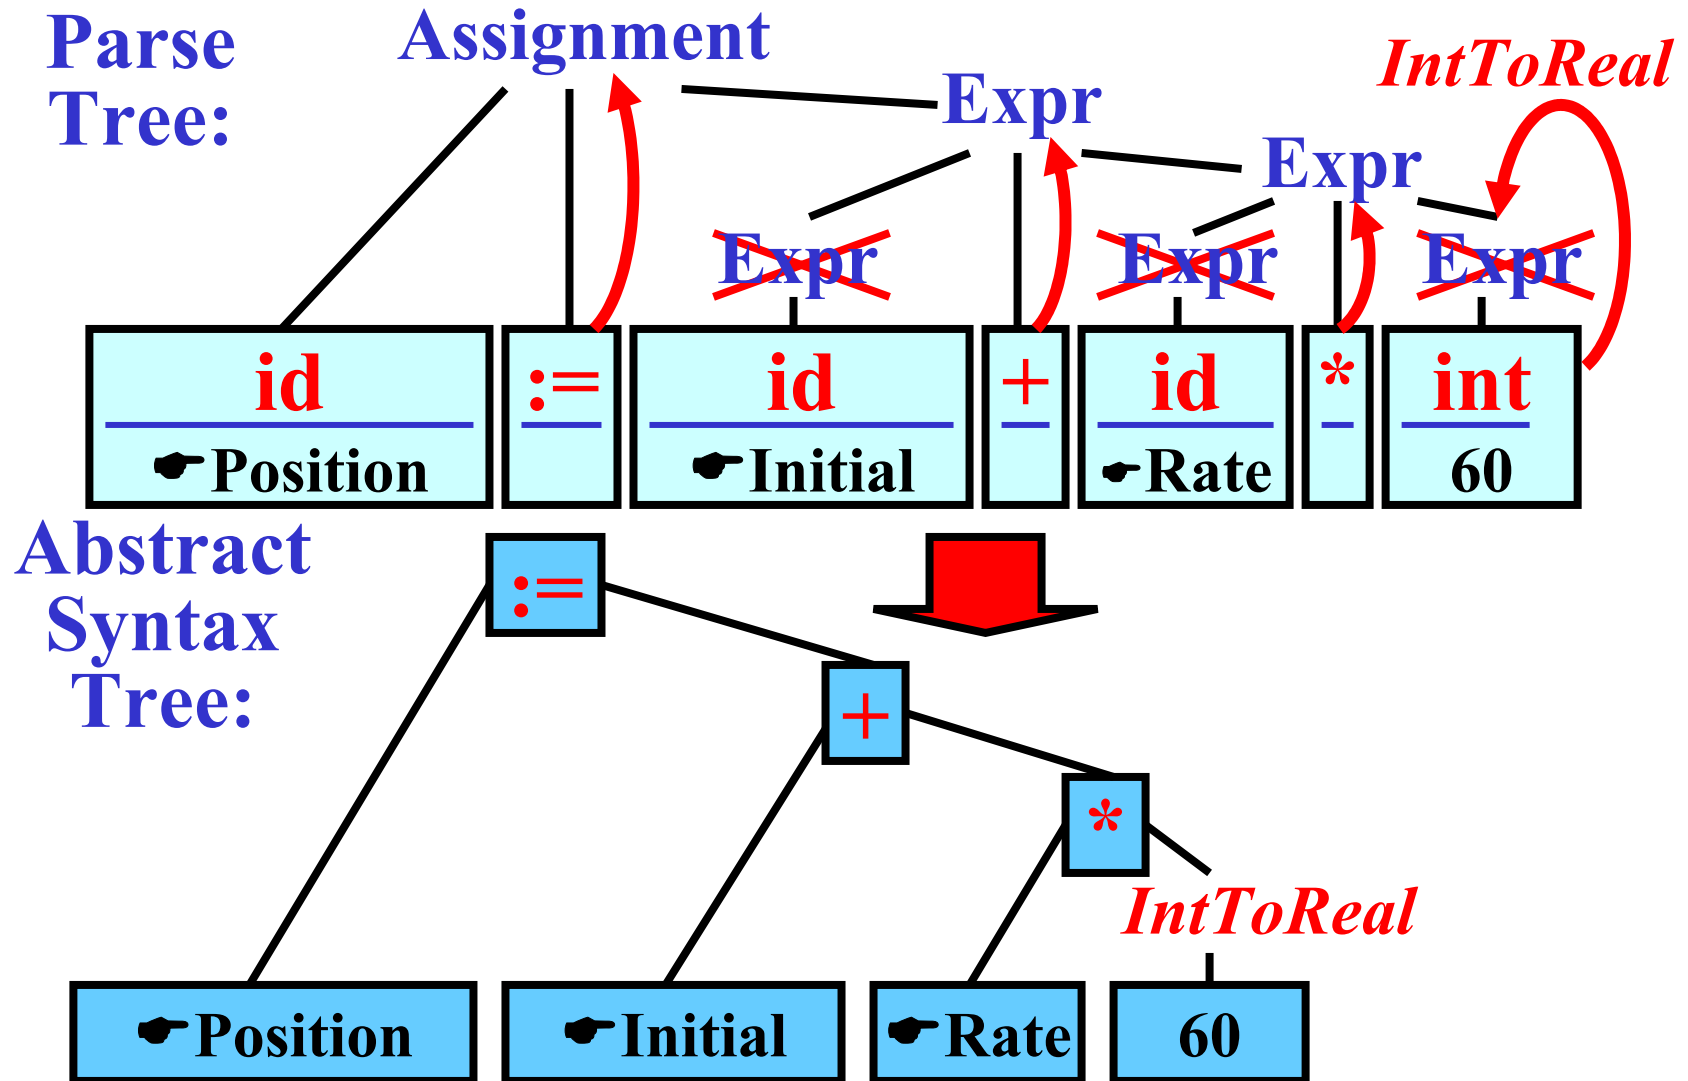 Parse
Tree:
Assignment
Expr
IntToReal
Expr
Expr Expr Expr
id := id + id * int
☛Position ☛Initial ☛Rate 60
Abstract
Syntax
Tree:
:=
+
*
IntToReal
☛Position ☛Initial ☛Rate 60